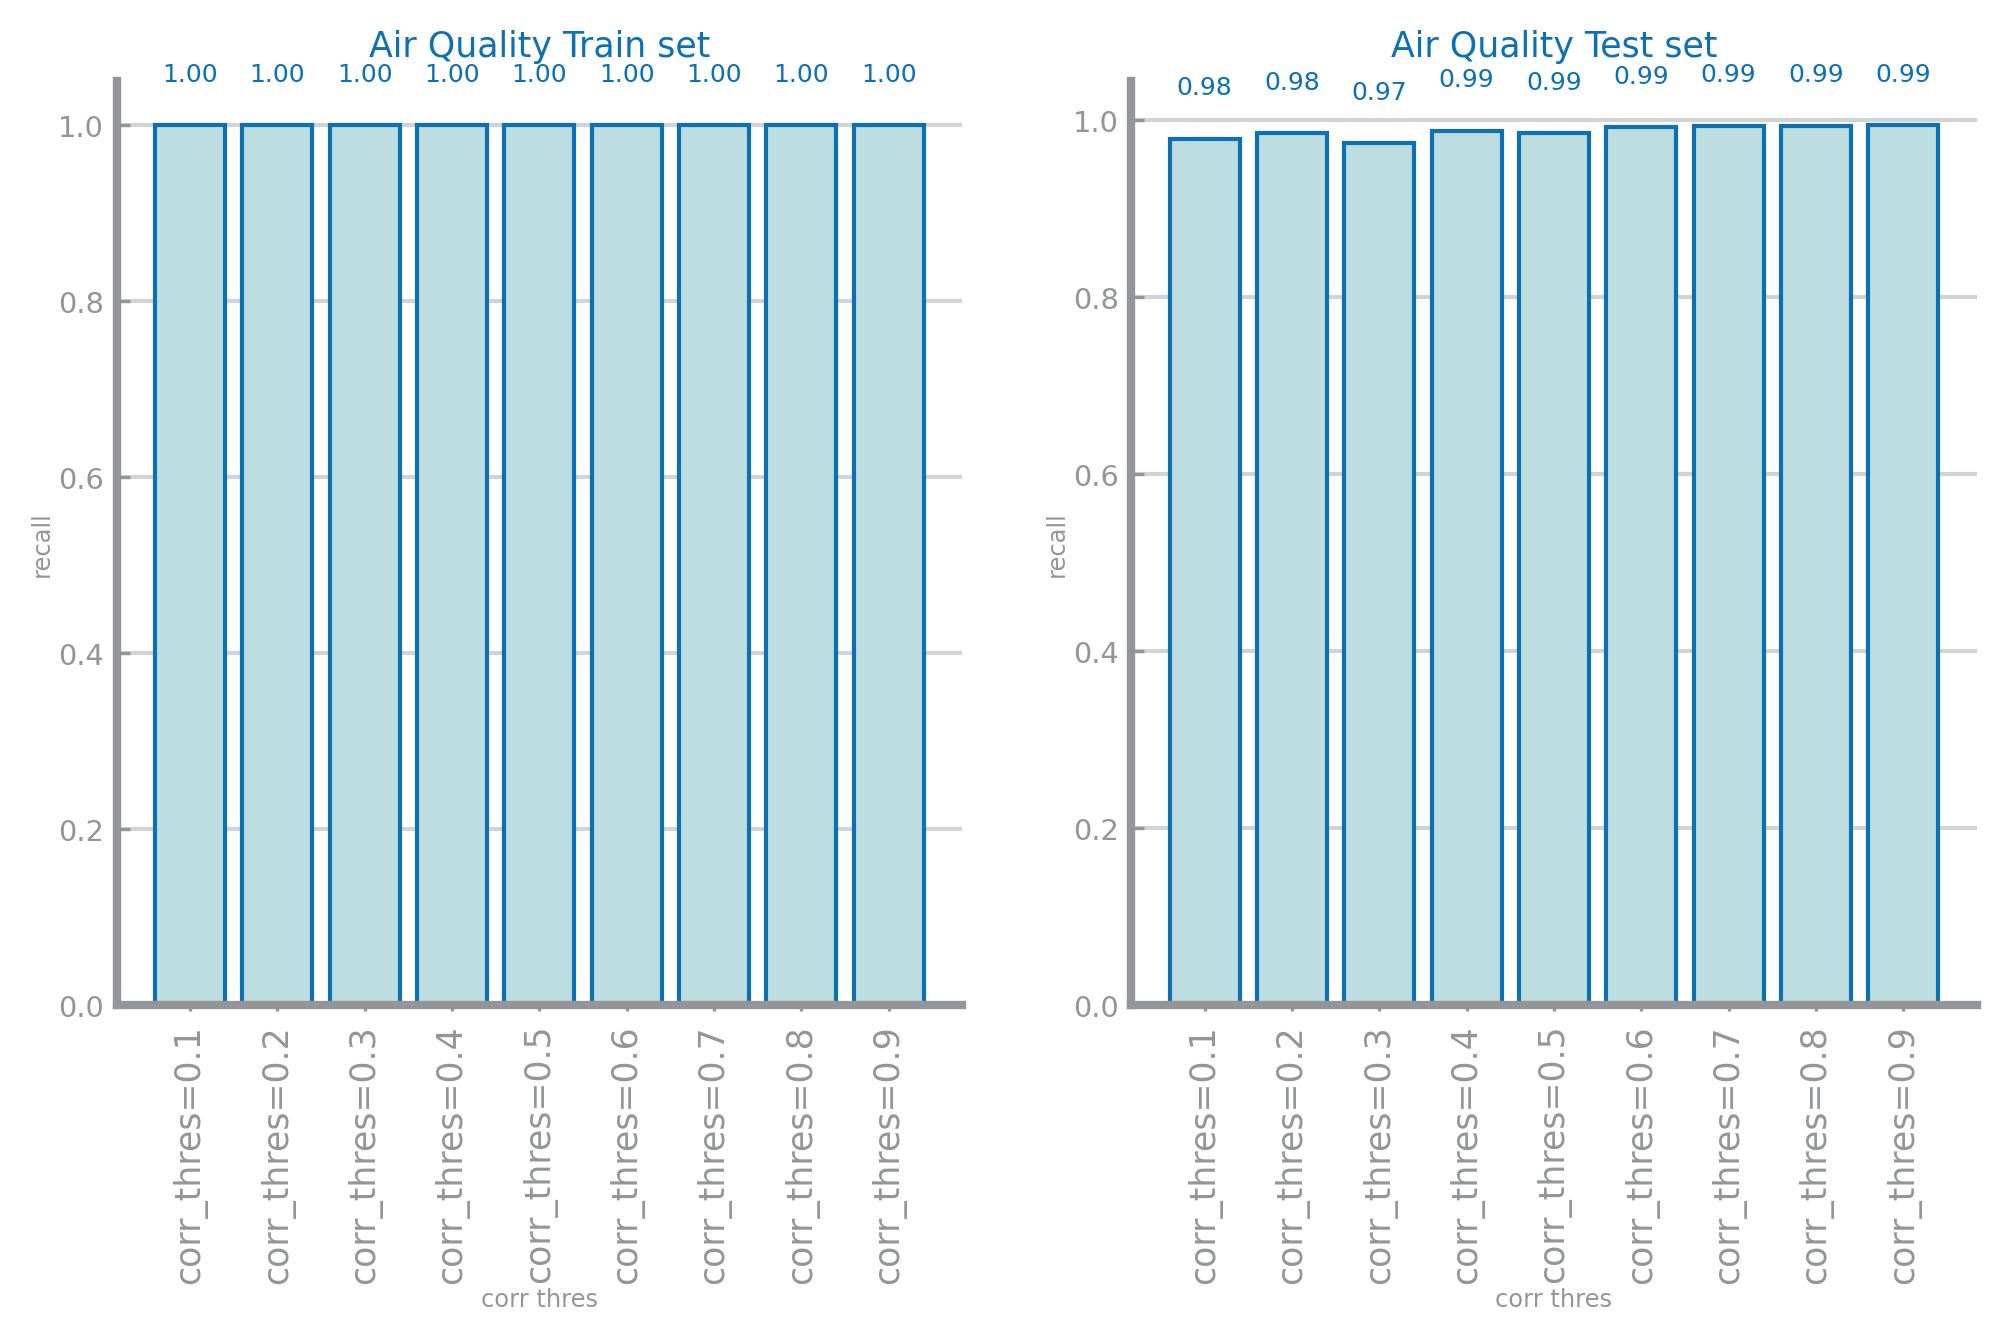 Air Quality Train set
1.00 1.00 1.00 1.00 1.00 1.00 1.00 1.00 1.00
1.0
0.8
0.6
0.4
0.2
0.0
recall
corr_thres=0.1
corr_thres=0.2
corr_thres=0.3
corr_thres=0.4
corr_thres=0.5
corr_thres=0.6
corr_thres=0.7
corr_thres=0.8
corr_thres=0.9
corr thres
Air Quality Test set
0.98 0.98 0.97 0.99 0.99 0.99 0.99 0.99 0.99
1.0
0.8
0.6
0.4
0.2
0.0
recall
corr_thres=0.1
corr_thres=0.2
corr_thres=0.3
corr_thres=0.4
corr_thres=0.5
corr_thres=0.6
corr_thres=0.7
corr_thres=0.8
corr_thres=0.9
corr thres